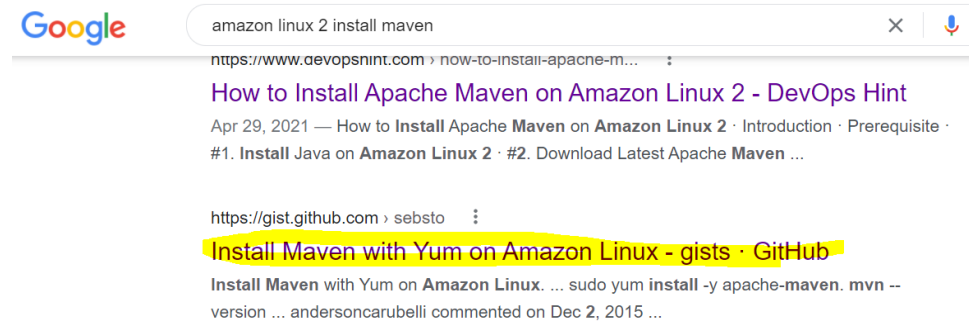 Google
amazon linux 2 install maven
https://www.devopshint.com › how-to-install-apache-m...
How to Install Apache Maven on Amazon Linux 2 - DevOps Hint
Apr 29, 2021 — How to Install Apache Maven on Amazon Linux 2 · Introduction · Prerequisite ·
#1. Install Java on Amazon Linux 2 · #2. Download Latest Apache Maven ...
https://gist.github.com › sebsto
Install Maven with Yum on Amazon Linux - gists · GitHub
Install Maven with Yum on Amazon Linux. ... sudo yum install -y apache-maven. mvn --
version ... andersoncarubelli commented on Dec 2, 2015 ...